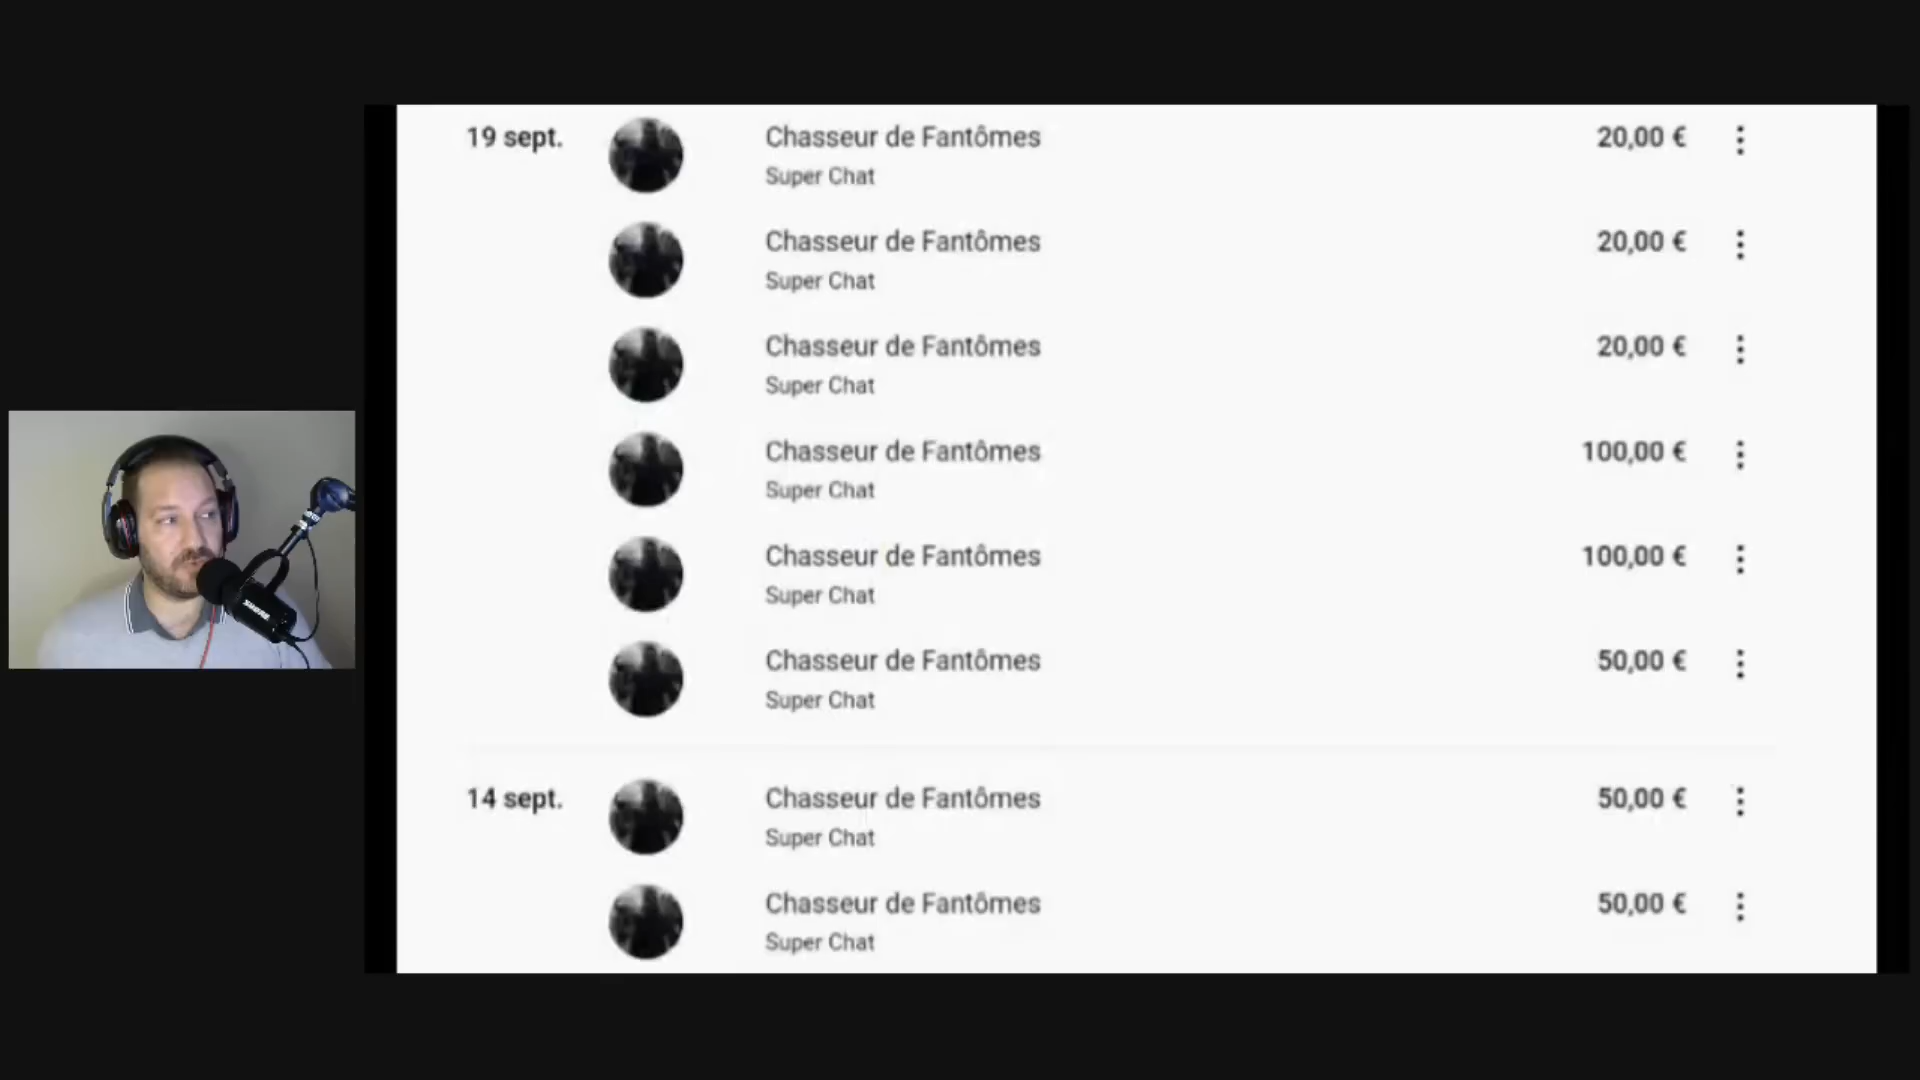 19 sept.
Chasseur de Fantômes
20,00 €
Super Chat
Chasseur de Fantômes
20,00 €
Super Chat
Chasseur de Fantômes
20,00 €
Super Chat
Chasseur de Fantômes
100,00 €
Super Chat
Chasseur de Fantômes
100,00 €
Super Chat
Chasseur de Fantômes
50,00 €
Super Chat
14 sept.
Chasseur de Fantômes
50,00 €
Super Chat
Chasseur de Fantômes
50,00 €
Super Chat
SHURE